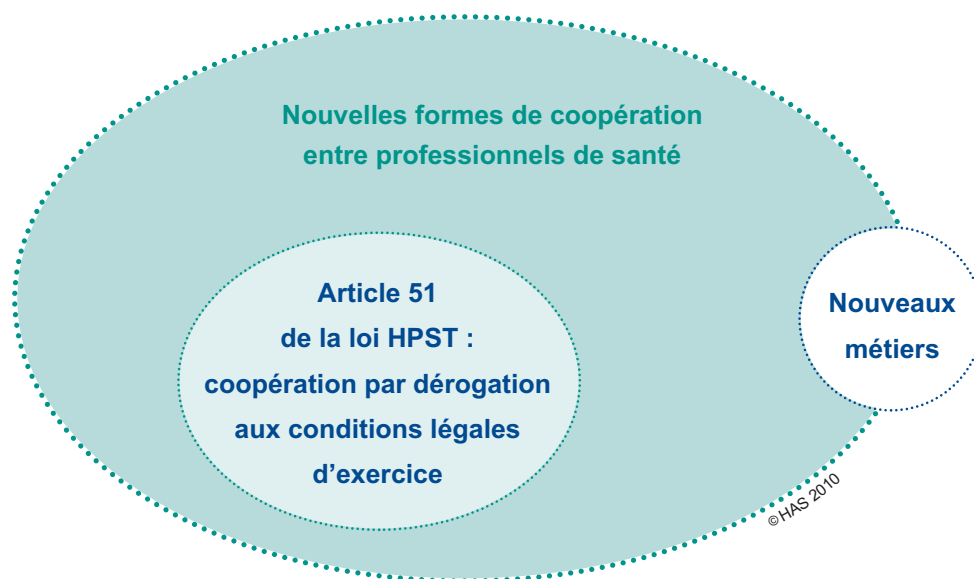 Nouvelles formes de coopération
entre professionnels de santé
Article 51
de la loi HPST :
coopération par dérogation
aux conditions légales
d’exercice
Nouveaux
métiers
© HAS 2010